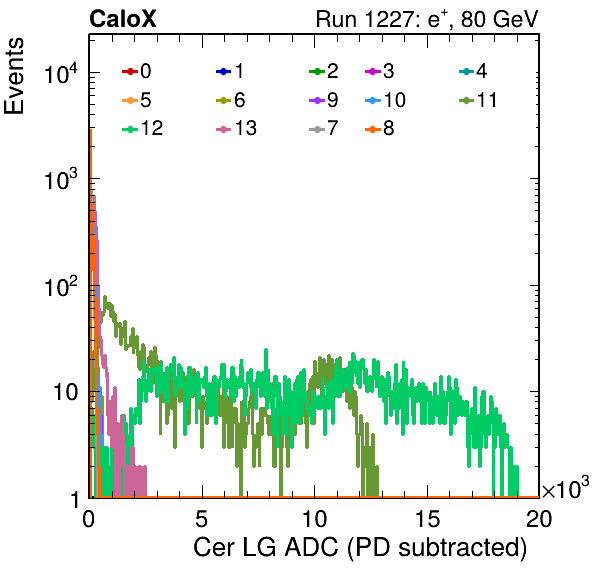 CaloX Run 1227: e⁺, 80 GeV
Events
0 1 2 3 4
5 6 9 10 11
12 13 7 8
10⁴
10³
10²
10
1
0 5 10 15 20
×10³
Cer LG ADC (PD subtracted)